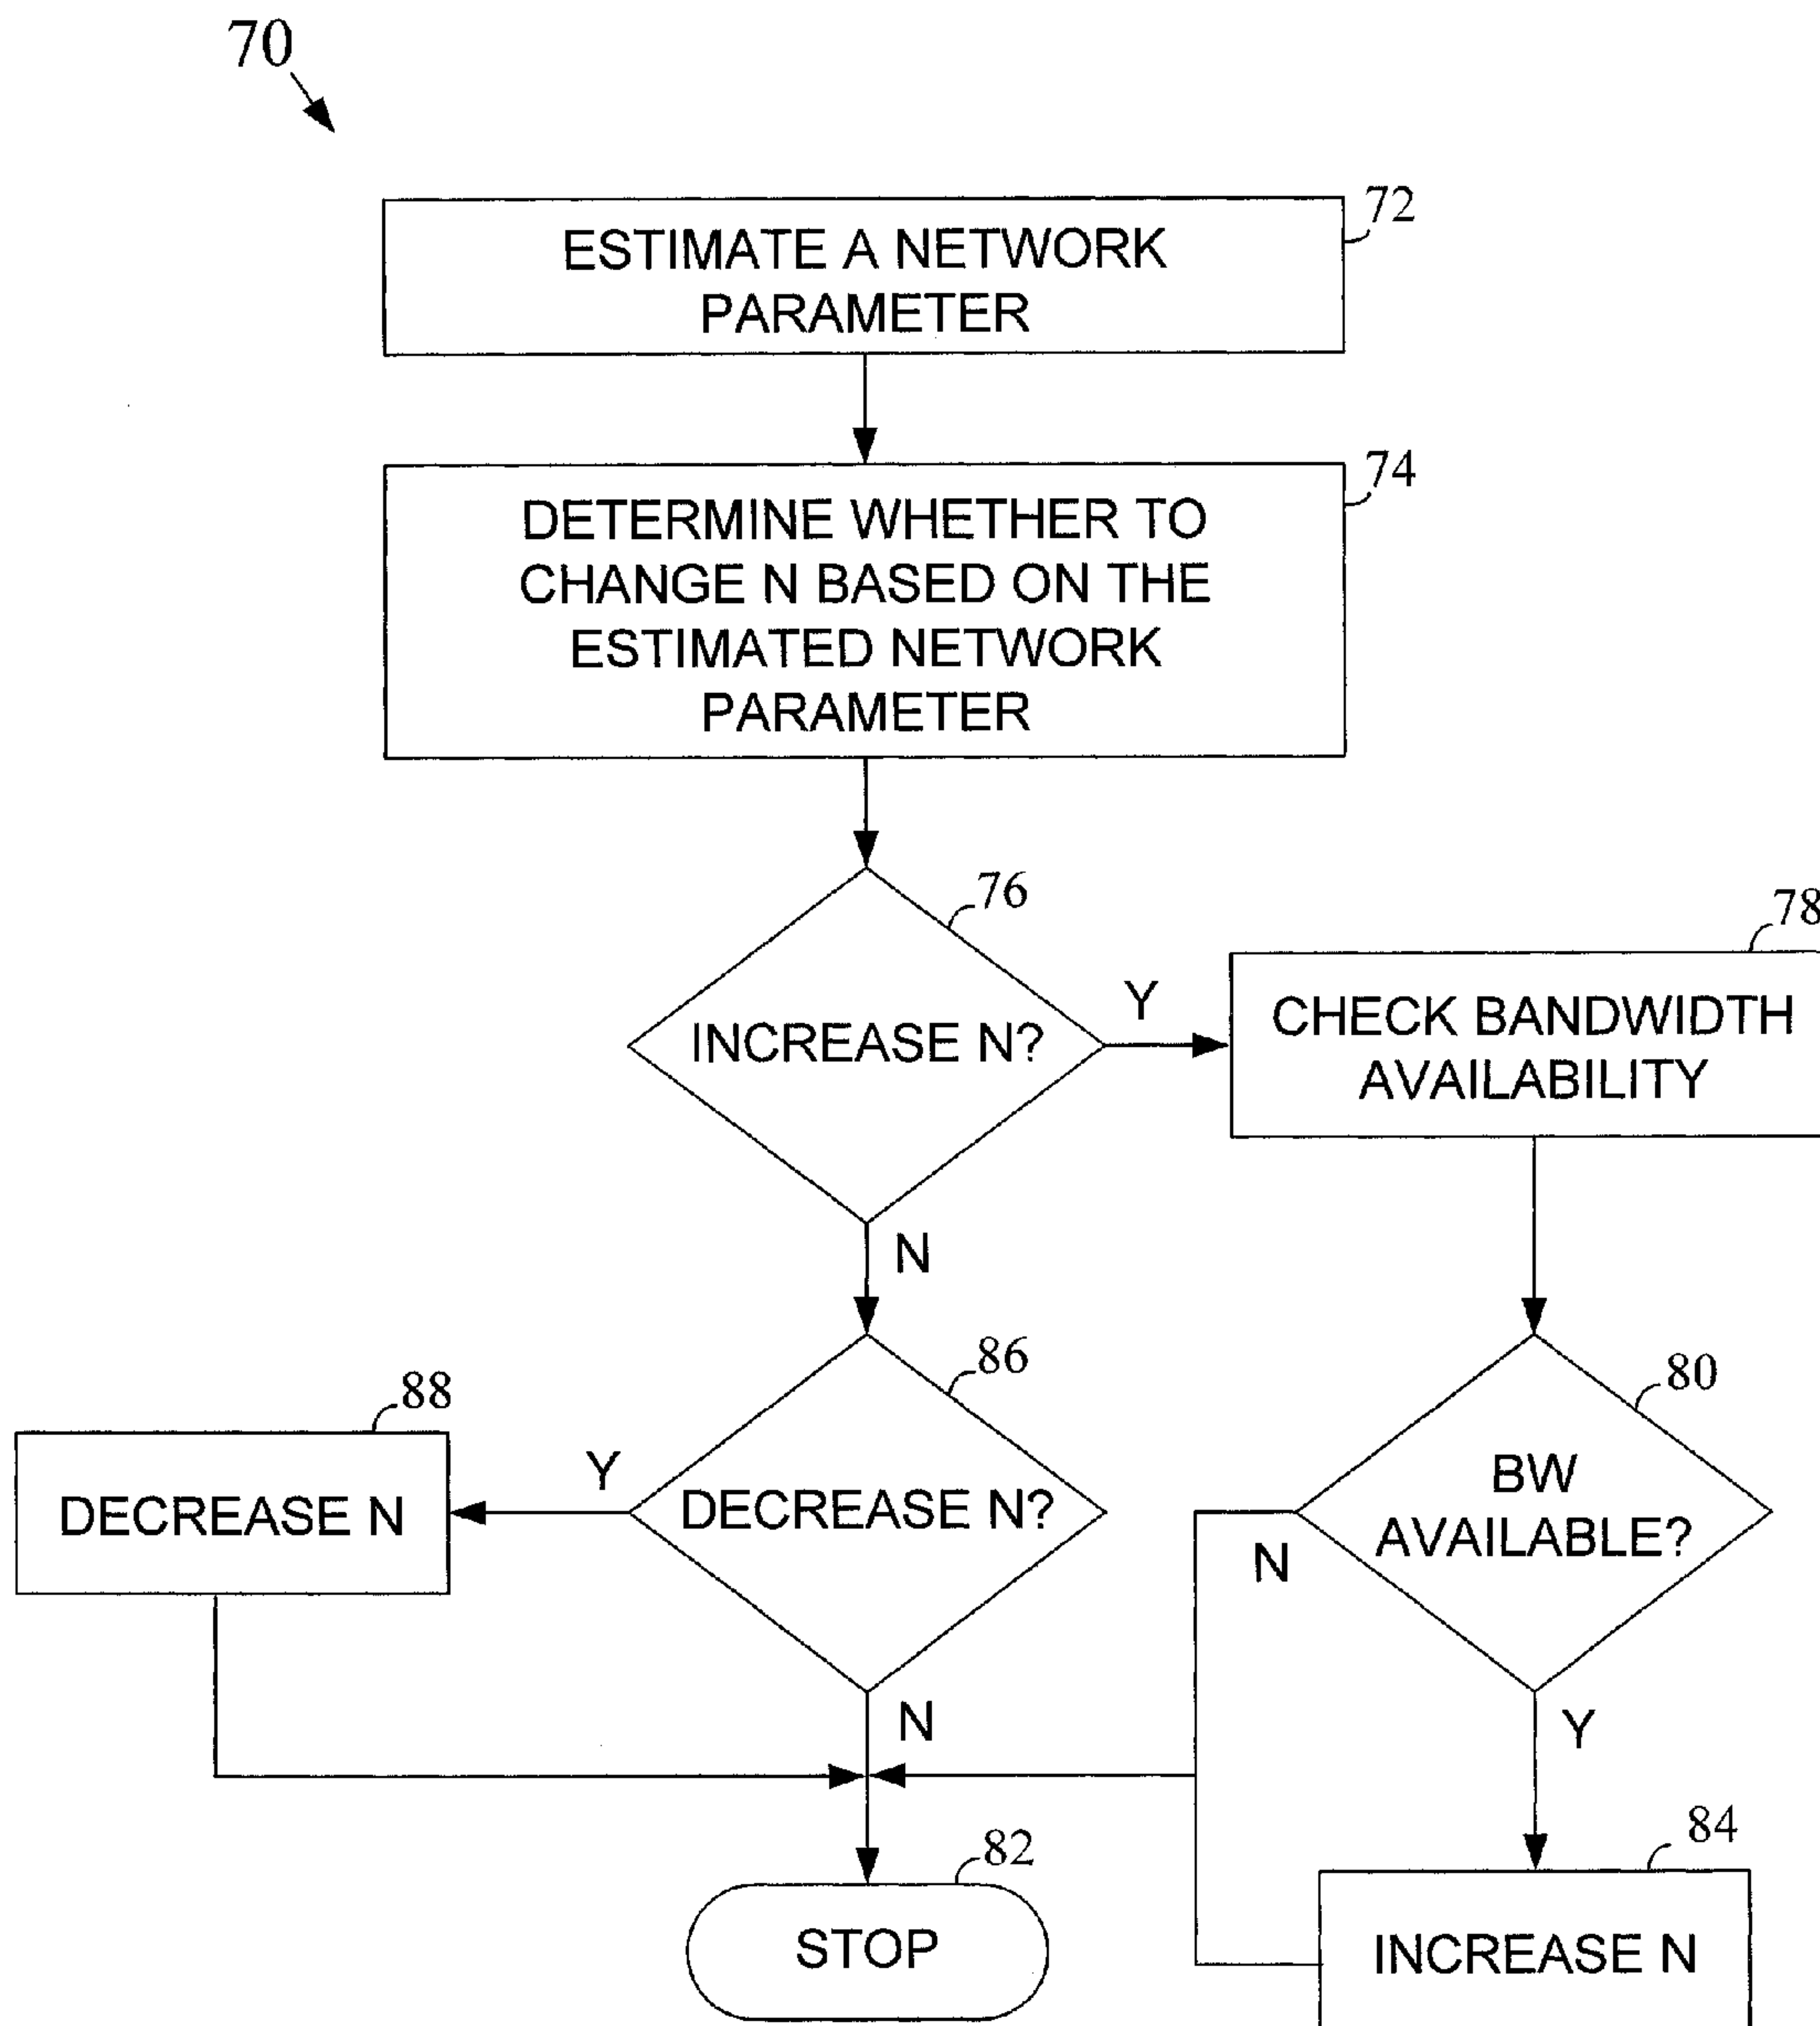 70
72
ESTIMATE A NETWORK
PARAMETER
74
DETERMINE WHETHER TO
CHANGE N BASED ON THE
ESTIMATED NETWORK
PARAMETER
76
INCREASE N?
Y
N
78
CHECK BANDWIDTH
AVAILABILITY
80
BW
AVAILABLE?
N
Y
86
DECREASE N?
Y
N
88
DECREASE N
84
INCREASE N
82
STOP